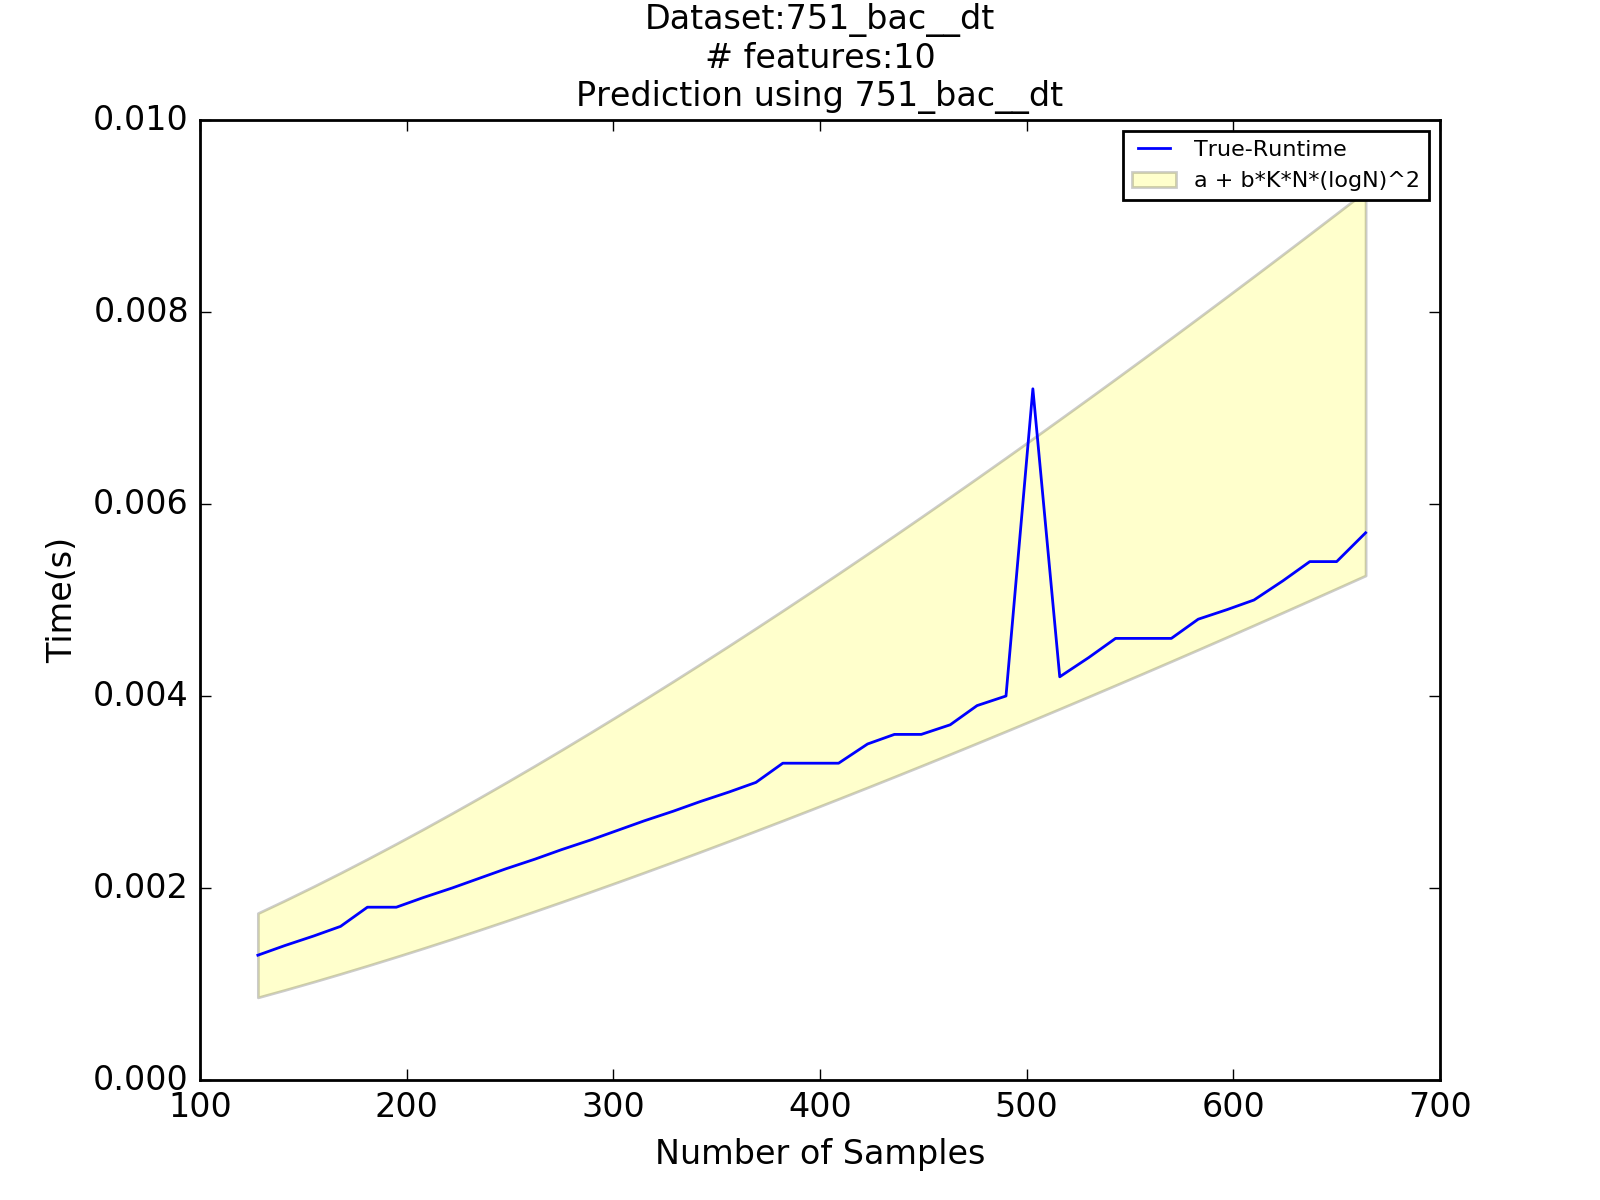 Dataset:751_bac__dt
# features:10
Prediction using 751_bac__dt
True-Runtime
a + b*K*N*(logN)^2
0.010
0.008
0.006
0.004
0.002
0.000
Time(s)
100 200 300 400 500 600 700
Number of Samples